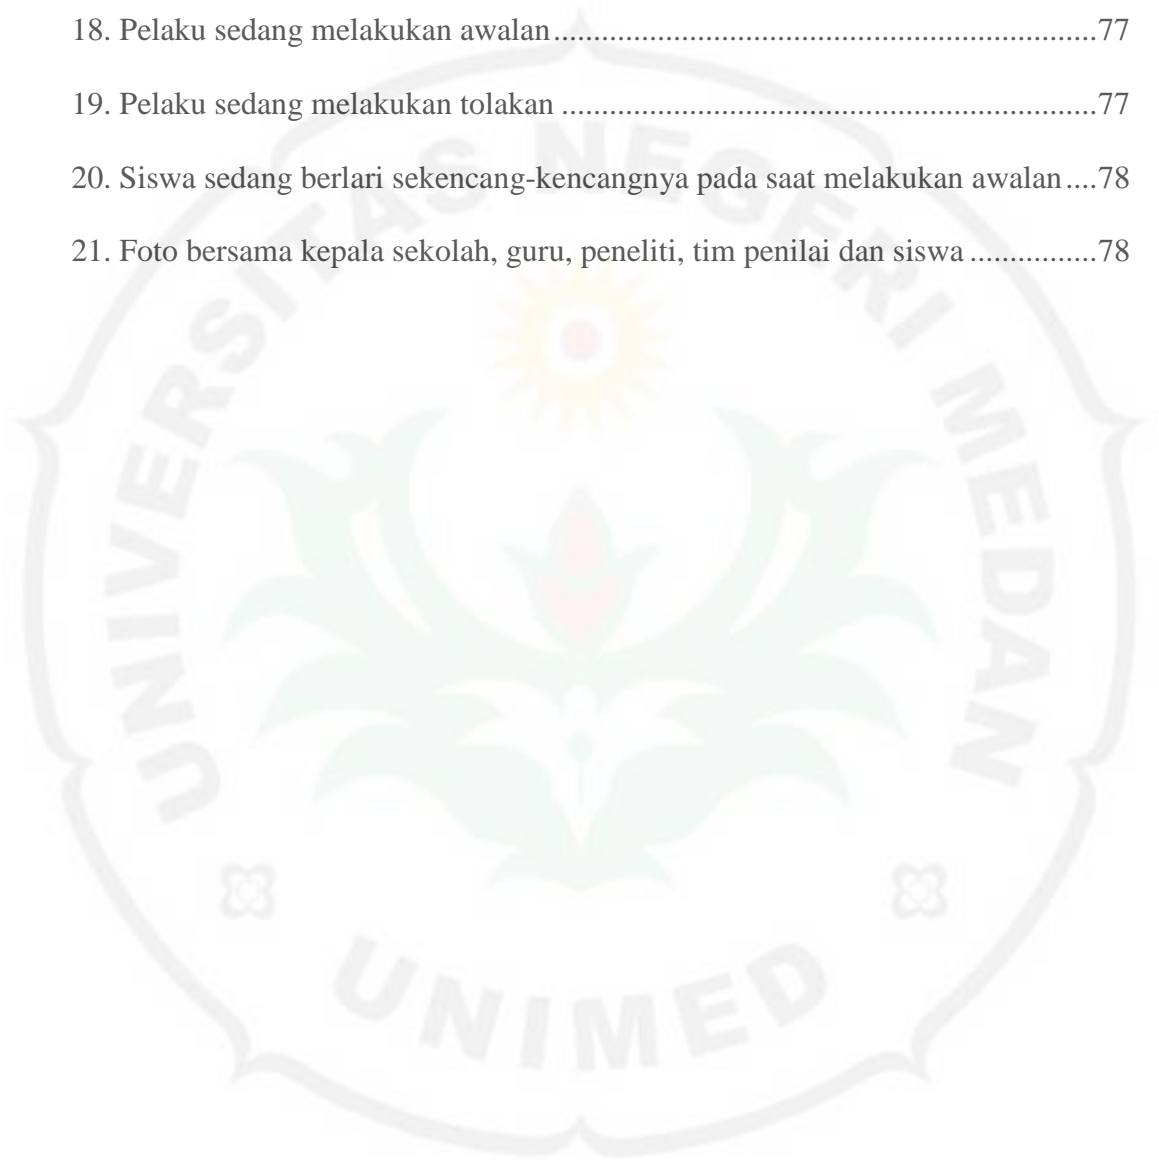 18. Pelaku sedang melakukan awalan....................................................................77
19. Pelaku sedang melakukan tolakan ...................................................................77
20. Siswa sedang berlari sekencang-kencangnya pada saat melakukan awalan....78
21. Foto bersama kepala sekolah, guru, peneliti, tim penilai dan siswa ................78
UNIVERSITAS NEGERI MEDAN
UNIMED